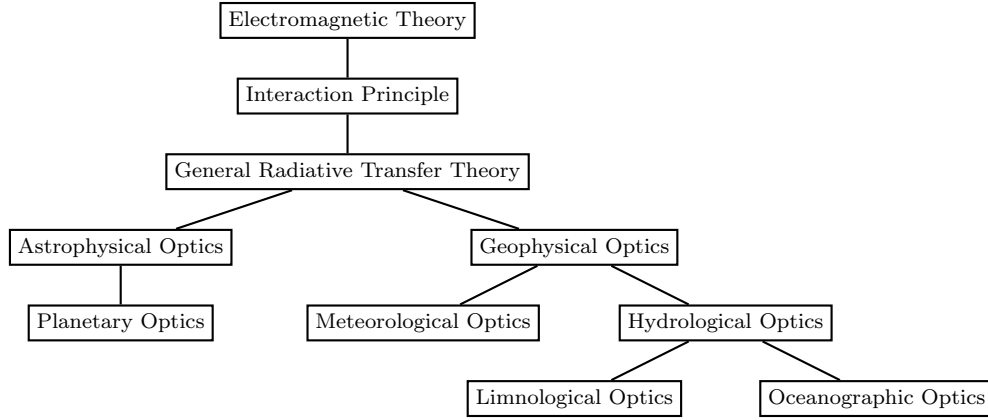 Electromagnetic Theory
Interaction Principle
General Radiative Transfer Theory
Astrophysical Optics
Geophysical Optics
Planetary Optics
Meteorological Optics
Hydrological Optics
Limnological Optics
Oceanographic Optics